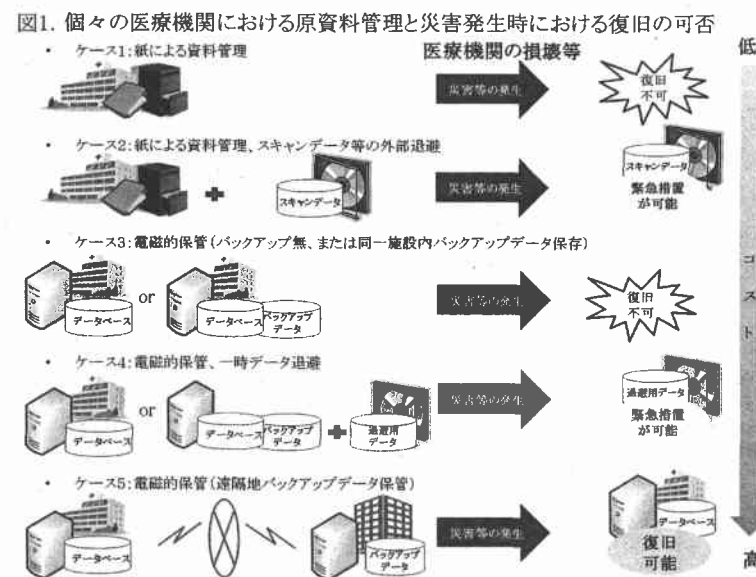 図1. 個々の医療機関における原資料管理と災害発生時における復旧の可否
・ ケース1:紙による資料管理
医療機関の損壊等
低
災害等の発生
復旧
不可
・ ケース2:紙による資料管理、スキャンデータ等の外部退避
スキャンデータ
災害等の発生
スキャンデータ
緊急措置
が可能
・ ケース3:電磁的保管(バックアップ無、または同一施設内バックアップデータ保存)
データベース
or
データベース
バックアップ
データ
災害等の発生
復旧
不可
コスト
・ ケース4:電磁的保管、一時データ退避
データベース
or
データベース
バックアップ
データ
退避用
データ
災害等の発生
退避用データ
緊急措置
が可能
・ ケース5:電磁的保管(遠隔地バックアップデータ保管)
データベース
バックアップ
データ
災害等の発生
データベース
復旧
可能
高